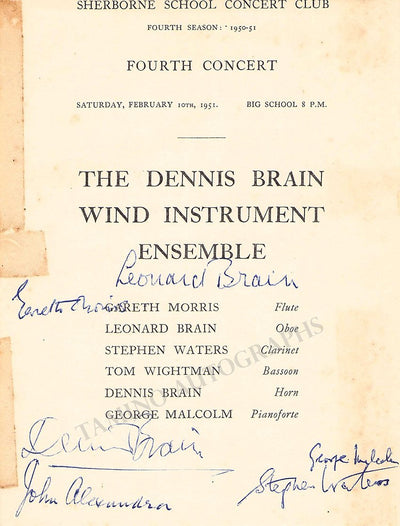 SHERBORNE SCHOOL CONCERT CLUB
FOURTH SEASON: 1950-51
FOURTH CONCERT
SATURDAY, FEBRUARY 10TH, 1951. BIG SCHOOL 8 P.M.
THE DENNIS BRAIN
WIND INSTRUMENT
ENSEMBLE
Leonard Brain
Gareth Morris
GARETH MORRIS Flute
LEONARD BRAIN Oboe
STEPHEN WATERS Clarinet
TOM WIGHTMAN Bassoon
DENNIS BRAIN Horn
GEORGE MALCOLM Pianoforte
TAMINO AUTOGRAPHS
Dennis Brain
George Malcolm
John Alexandra
Stephen Waters